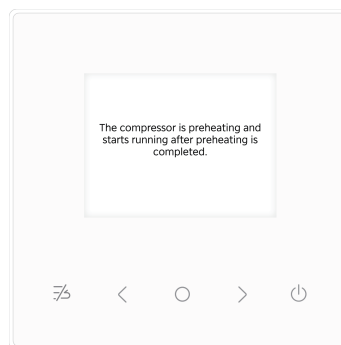 The compressor is preheating and
starts running after preheating is
completed.